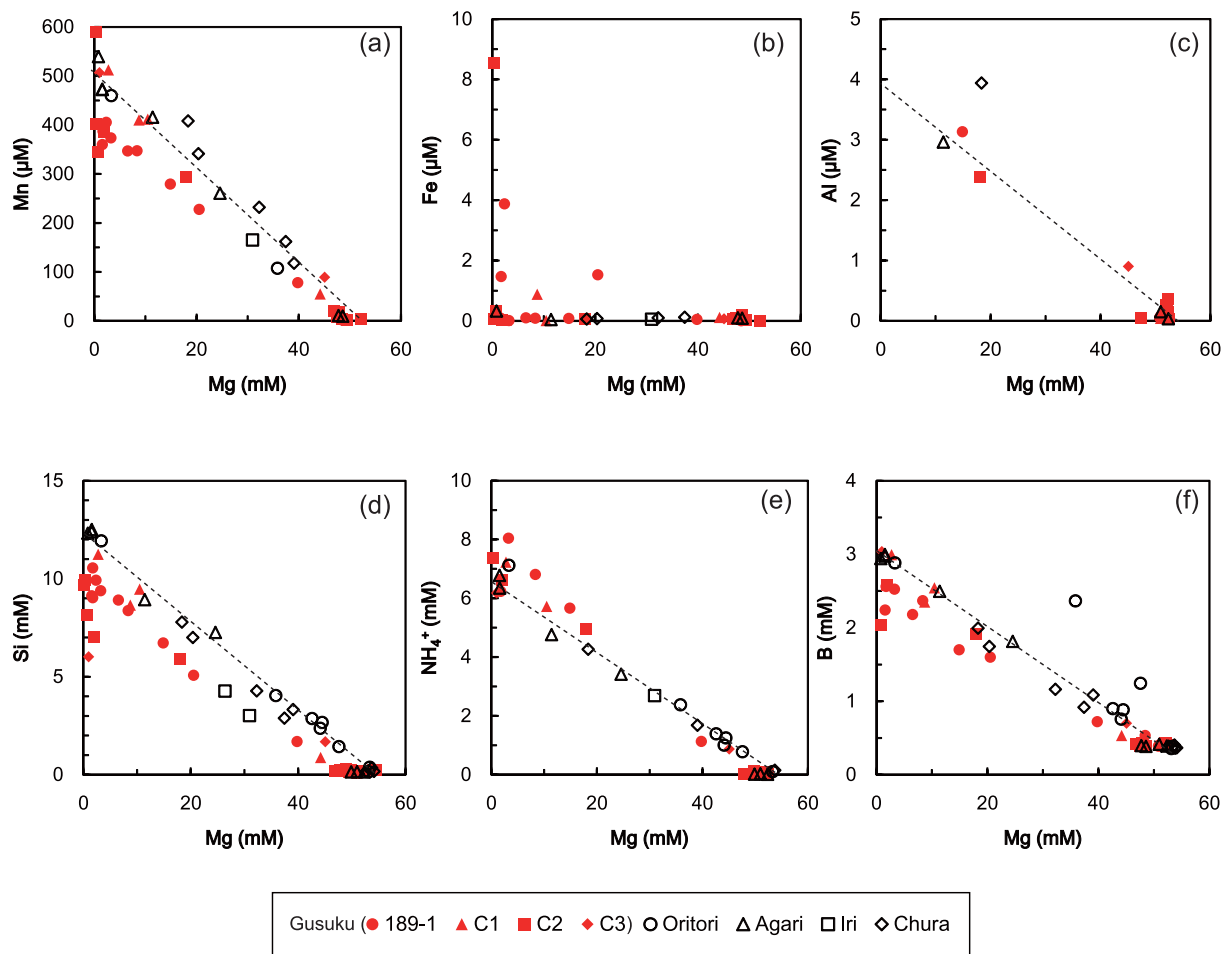 (a)
600
500
400
300
200
100
0
Mn (µM)
0 20 40 60
Mg (mM)
(b)
10
8
6
4
2
0
Fe (µM)
0 20 40 60
Mg (mM)
(c)
5
4
3
2
1
0
Al (µM)
0 20 40 60
Mg (mM)
(d)
15
10
5
0
Si (mM)
0 20 40 60
Mg (mM)
(e)
10
8
6
4
2
0
NH₄⁺ (mM)
0 20 40 60
Mg (mM)
(f)
4
3
2
1
0
B (mM)
0 20 40 60
Mg (mM)
Gusuku (● 189-1 ▲ C1 ■ C2 ◆ C3) ○ Oritori △ Agari □ Iri ◇ Chura